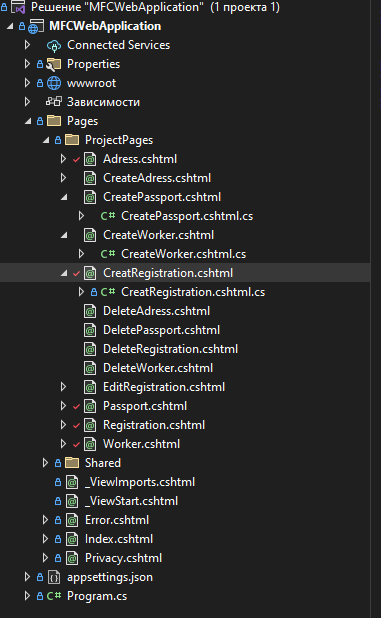 Решение "MFCWebApplication" (1 проекта)
MFCWebApplication
Connected Services
Properties
wwwroot
Зависимости
Pages
ProjectPages
Adress.cshtml
CreateAdress.cshtml
CreatePassport.cshtml
C# CreatePassport.cshtml.cs
CreateWorker.cshtml
C# CreateWorker.cshtml.cs
CreatRegistration.cshtml
C# CreatRegistration.cshtml.cs
DeleteAdress.cshtml
DeletePassport.cshtml
DeleteRegistration.cshtml
DeleteWorker.cshtml
EditRegistration.cshtml
Passport.cshtml
Registration.cshtml
Worker.cshtml
Shared
_ViewImports.cshtml
_ViewStart.cshtml
Error.cshtml
Index.cshtml
Privacy.cshtml
appsettings.json
C# Program.cs